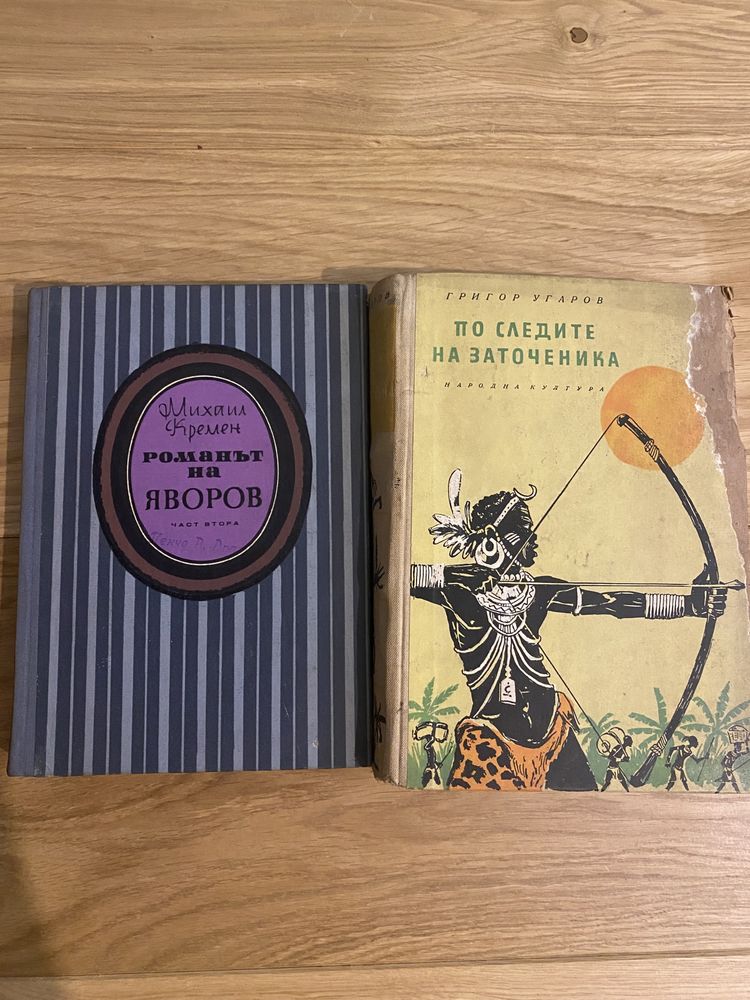 Михаил
Кремен
РОМАНЪТ
НА
ЯВОРОВ
ЧАСТ ВТОРА
ГРИГОР УГАРОВ
ПО СЛЕДИТЕ
НА ЗАТОЧЕНИКА
НАРОДНА КУЛТУРА